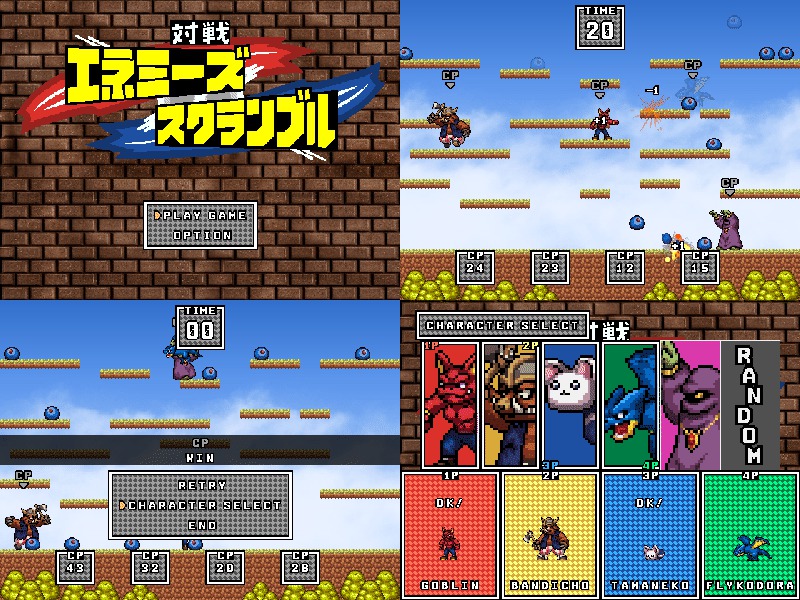 対戦
エネミーズ
スクランブル
PLAY GAME
OPTION
TIME
20
CP
CP
CP
-1
+1
CP
+1
CP
24
CP
23
CP
12
CP
15
TIME
00
CP
WIN
CP
RETRY
CHARACTER SELECT
END
CP
43
CP
32
CP
20
CP
28
CHARACTER SELECT
対戦
1P
2P
3P
4P
RANDOM
1P
OK!
GOBLIN
2P
BANDICHO
3P
OK!
TAMANEKO
4P
FLYKODORA